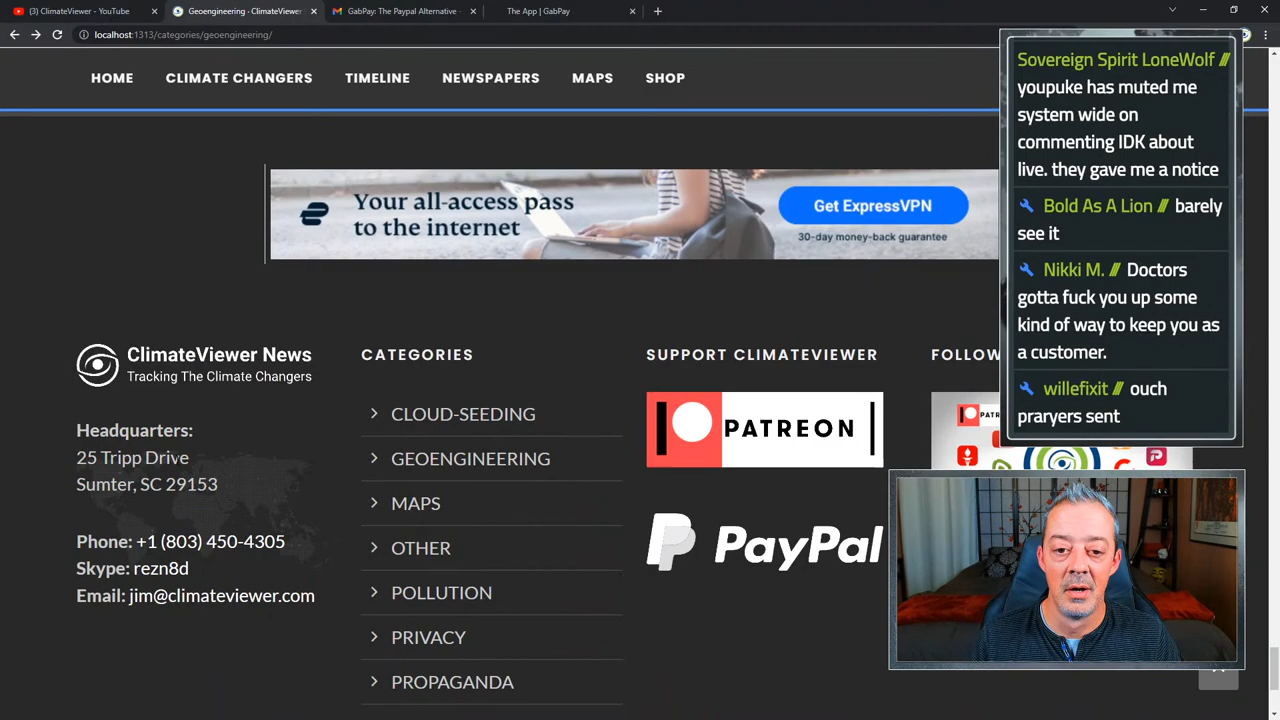 (3) ClimateViewer - YouTube
Geoengineering · ClimateViewer
GabPay: The Paypal Alternative -
The App | GabPay
localhost:1313/categories/geoengineering/
HOME
CLIMATE CHANGERS
TIMELINE
NEWSPAPERS
MAPS
SHOP
Your all-access pass
to the internet
Get ExpressVPN
30-day money-back guarantee
Sovereign Spirit LoneWolf ///
youpuke has muted me
system wide on
commenting IDK about
live. they gave me a notice
Bold As A Lion /// barely
see it
Nikki M. /// Doctors
gotta fuck you up some
kind of way to keep you as
a customer.
willefixit /// ouch
praryers sent
ClimateViewer News
Tracking The Climate Changers
Headquarters:
25 Tripp Drive
Sumter, SC 29153
Phone: +1 (803) 450-4305
Skype: rezn8d
Email: jim@climateviewer.com
CATEGORIES
CLOUD-SEEDING
GEOENGINEERING
MAPS
OTHER
POLLUTION
PRIVACY
PROPAGANDA
SUPPORT CLIMATEVIEWER
PATREON
PayPal
FOLLOW